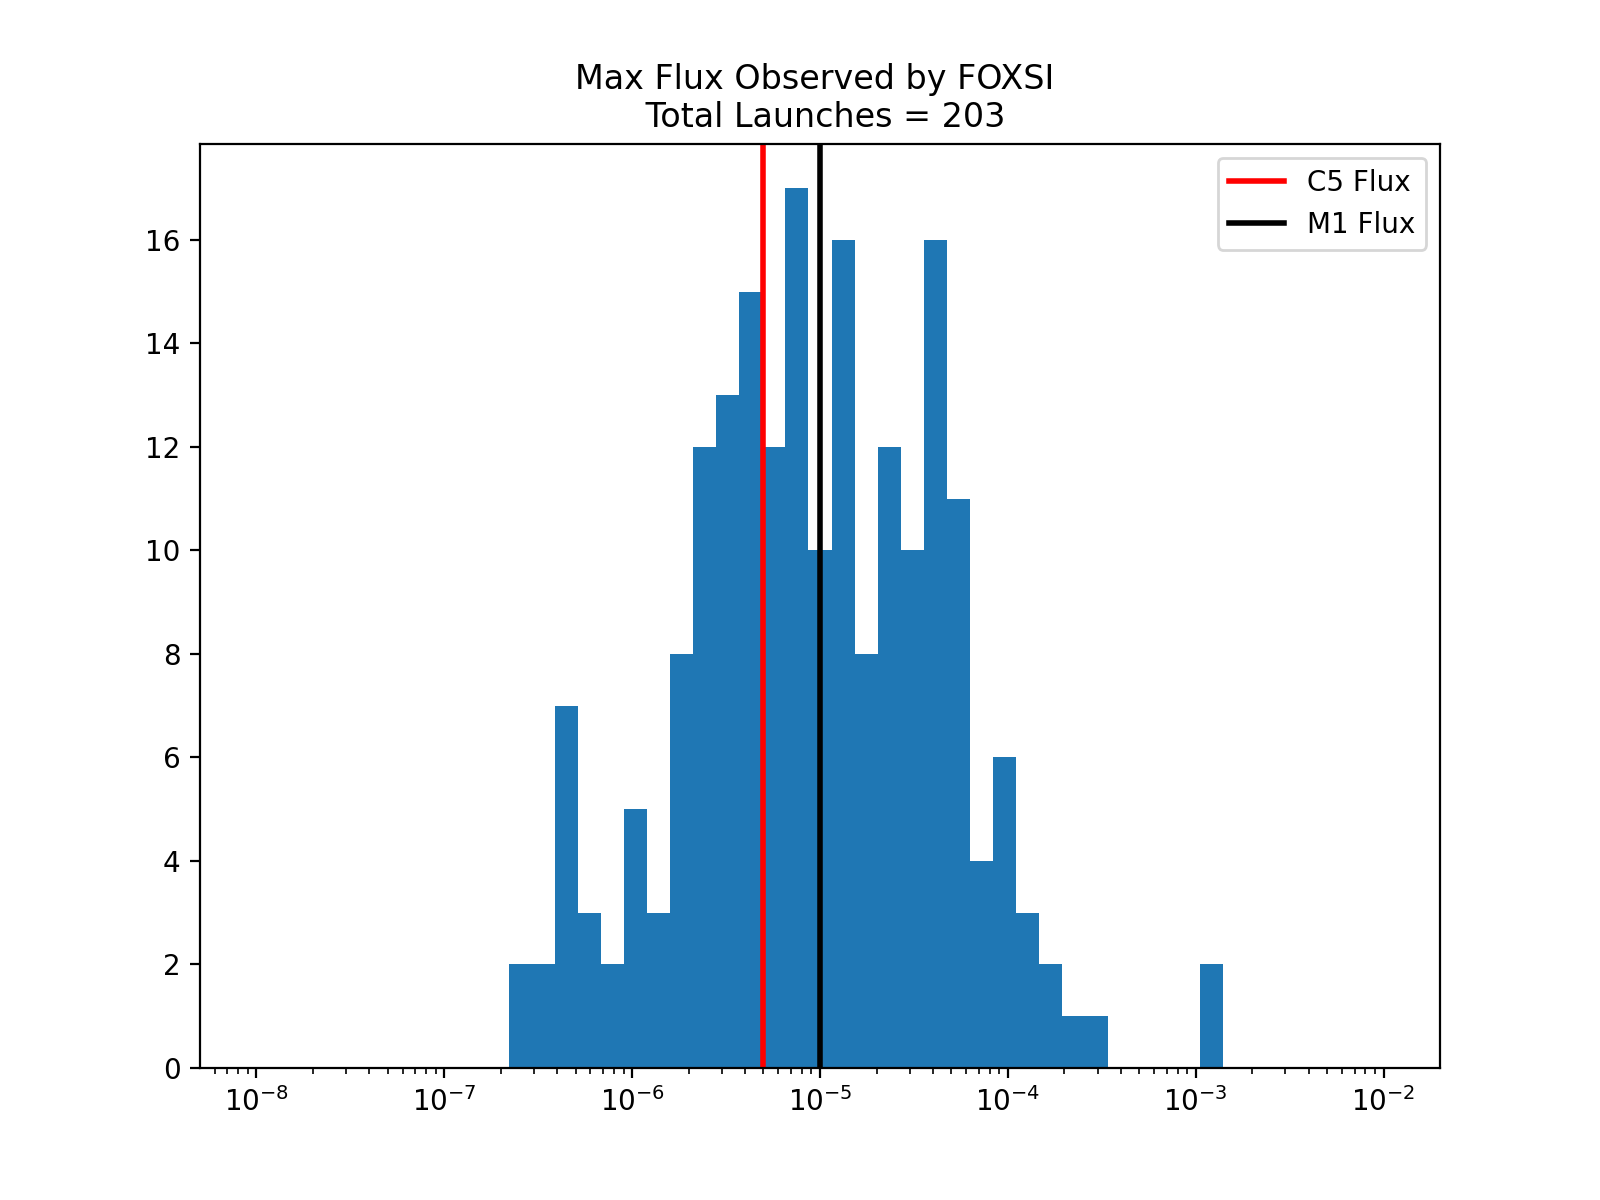 Max Flux Observed by FOXSI
Total Launches = 203
C5 Flux
M1 Flux
16
14
12
10
8
6
4
2
0
10⁻⁸ 10⁻⁷ 10⁻⁶ 10⁻⁵ 10⁻⁴ 10⁻³ 10⁻²